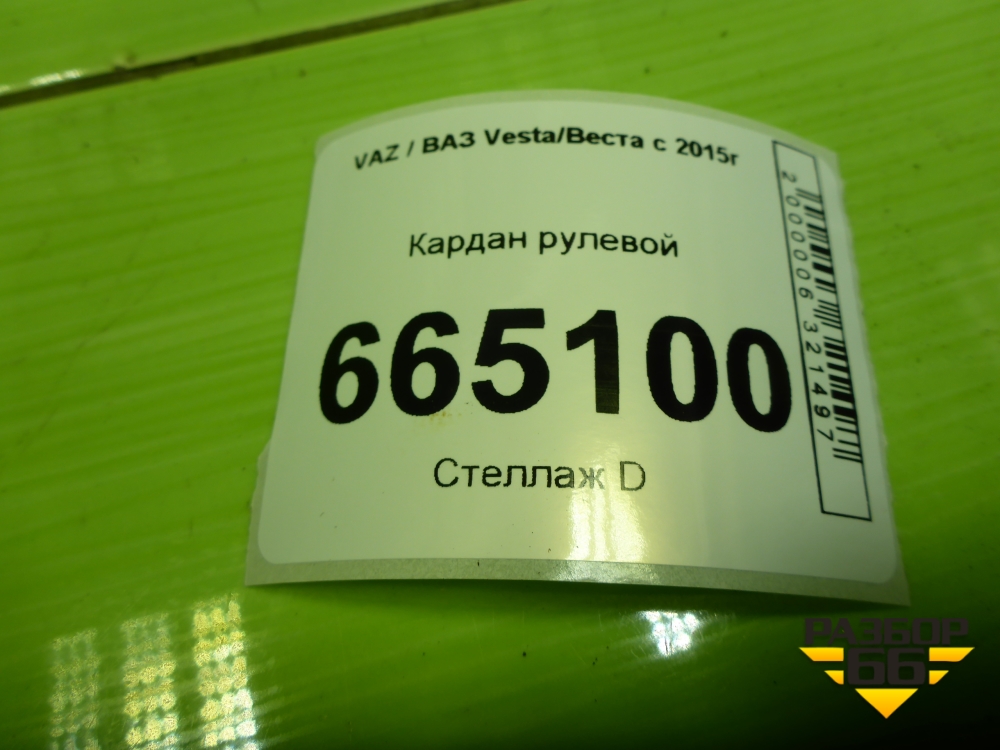 VAZ / ВАЗ Vesta/Веста с 2015г
Кардан рулевой
665100
Стеллаж D
2000006321497
РАЗБОР
66